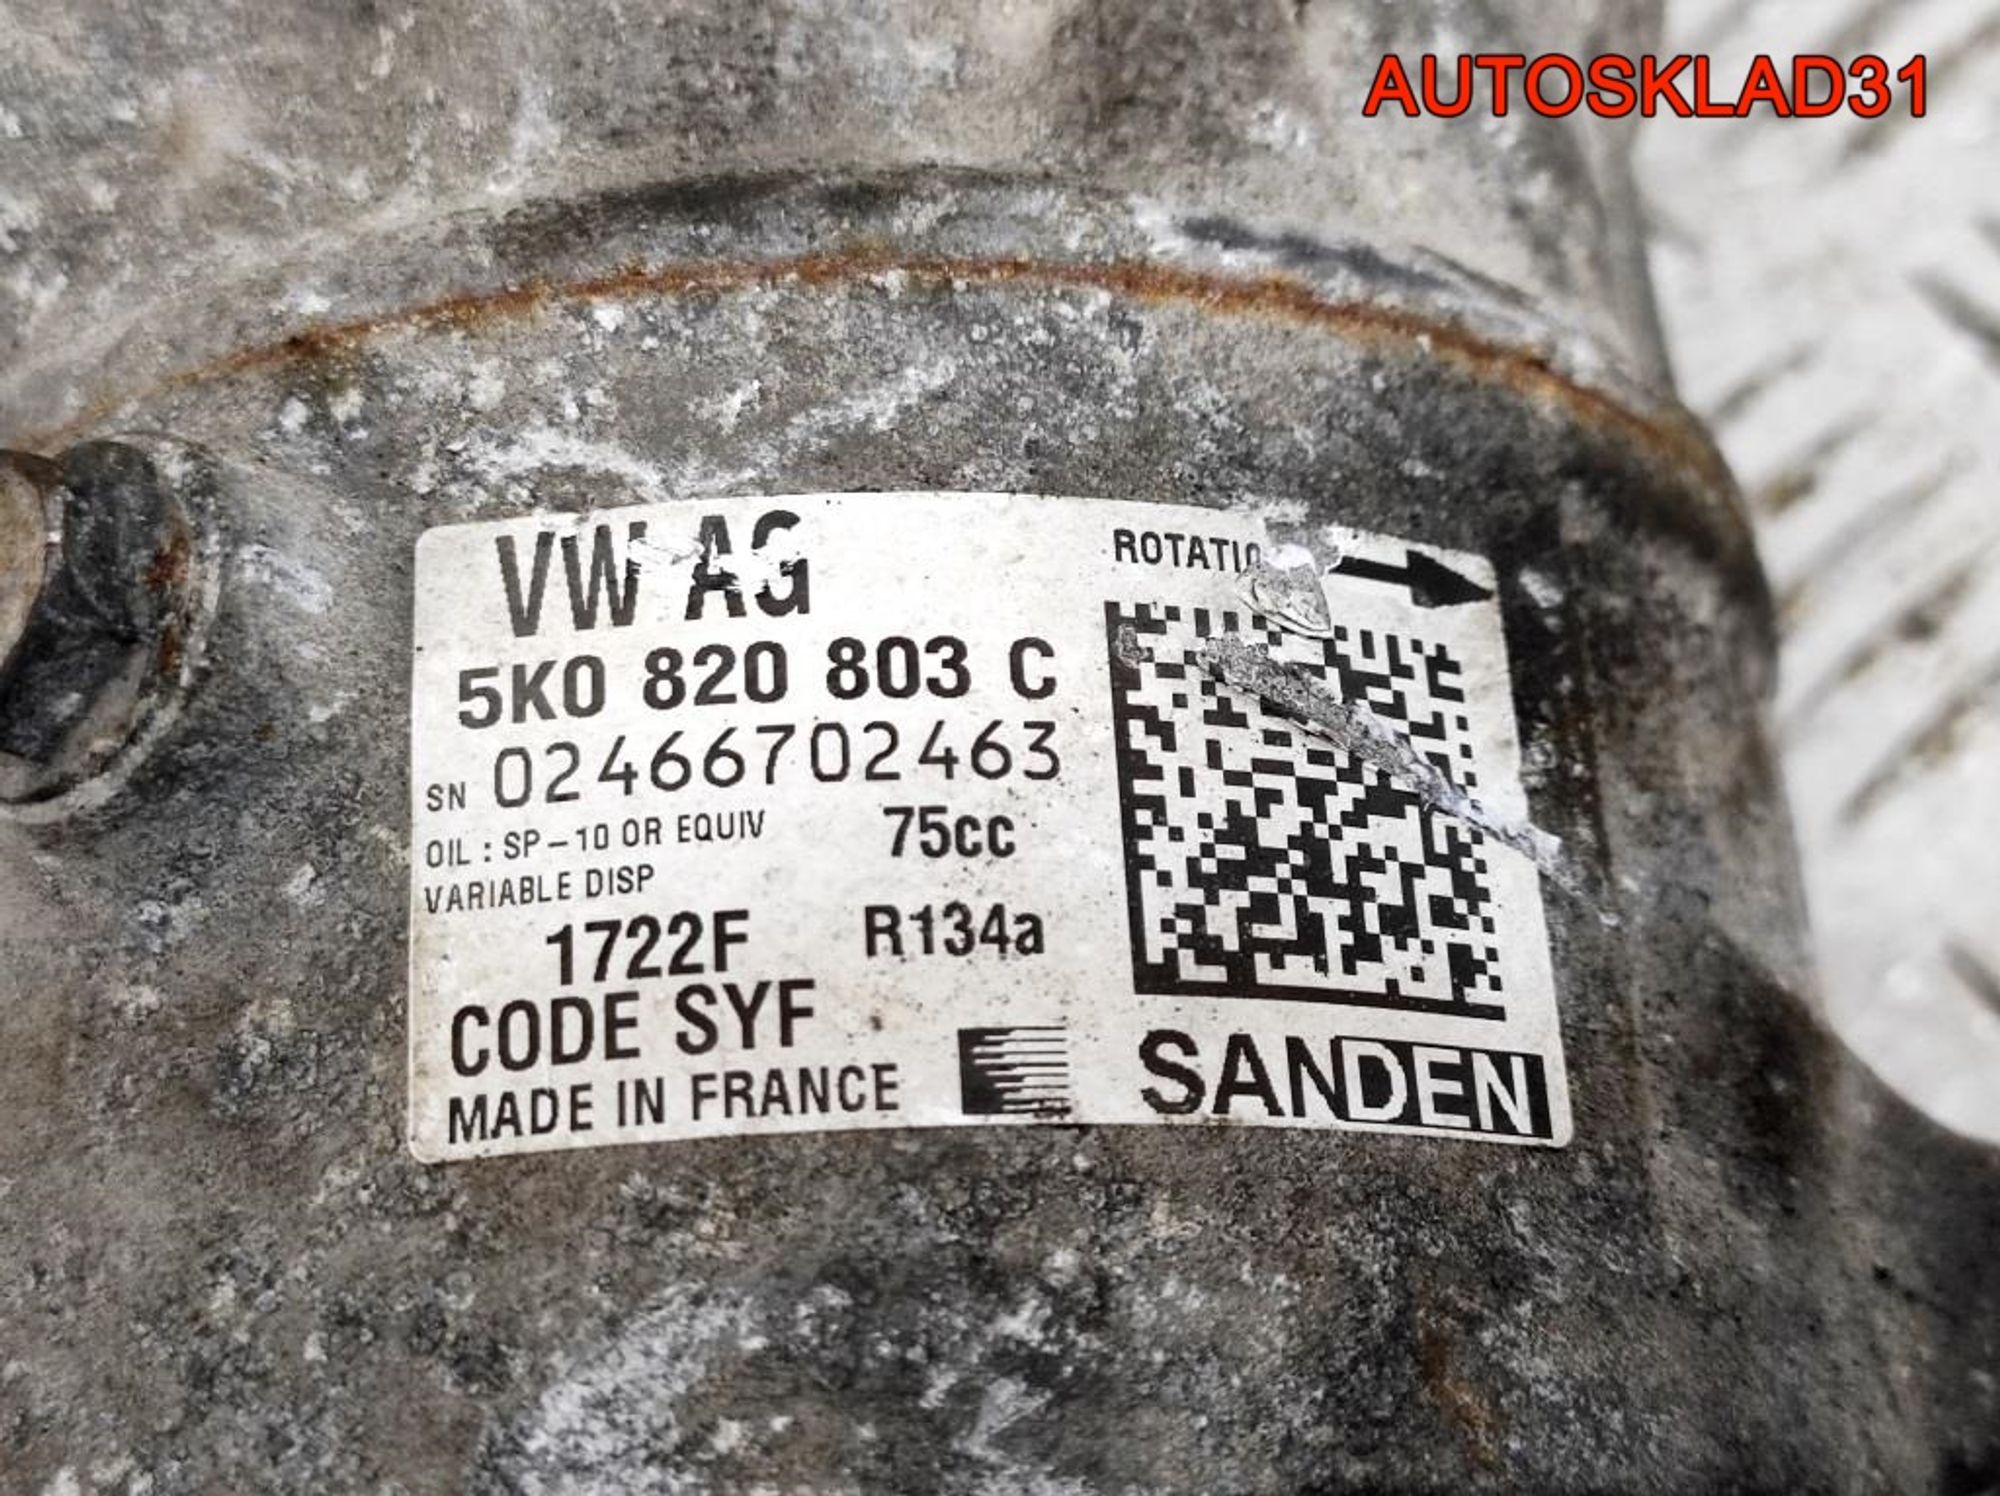 AUTOSKLAD31
VW AG
ROTATIO
5K0 820 803 C
SN 02466702463
OIL : SP-10 OR EQUIV 75cc
VARIABLE DISP
1722F R134a
CODE SYF
MADE IN FRANCE
SANDEN